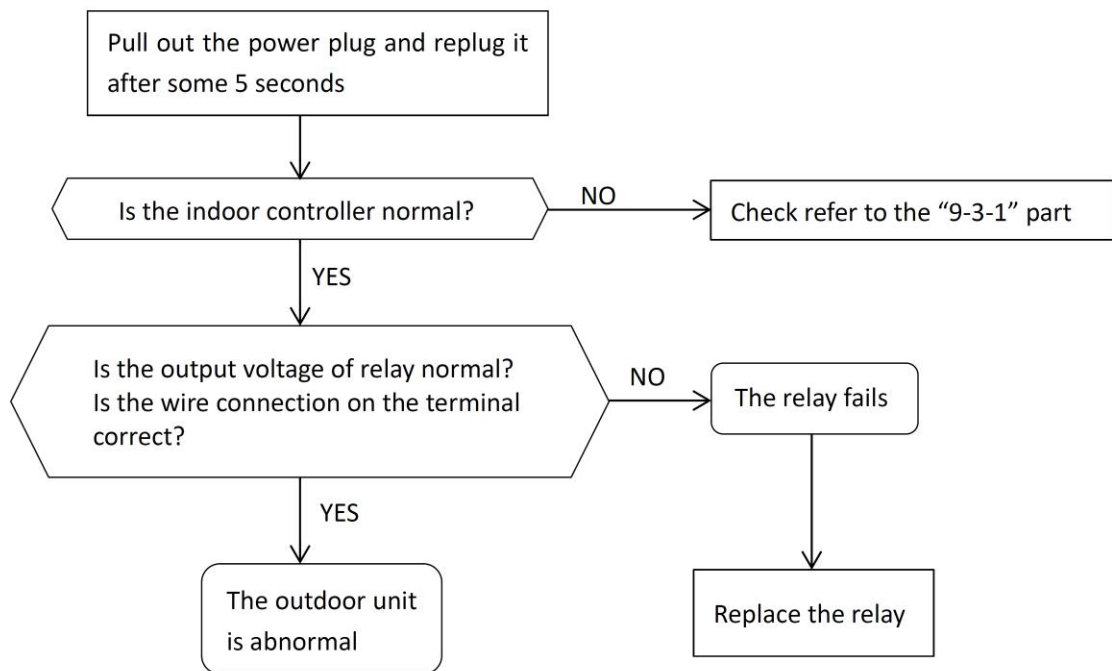 Pull out the power plug and replug it
after some 5 seconds
Is the indoor controller normal?
NO
Check refer to the “9-3-1” part
YES
Is the output voltage of relay normal?
Is the wire connection on the terminal
correct?
NO
The relay fails
YES
The outdoor unit
is abnormal
Replace the relay